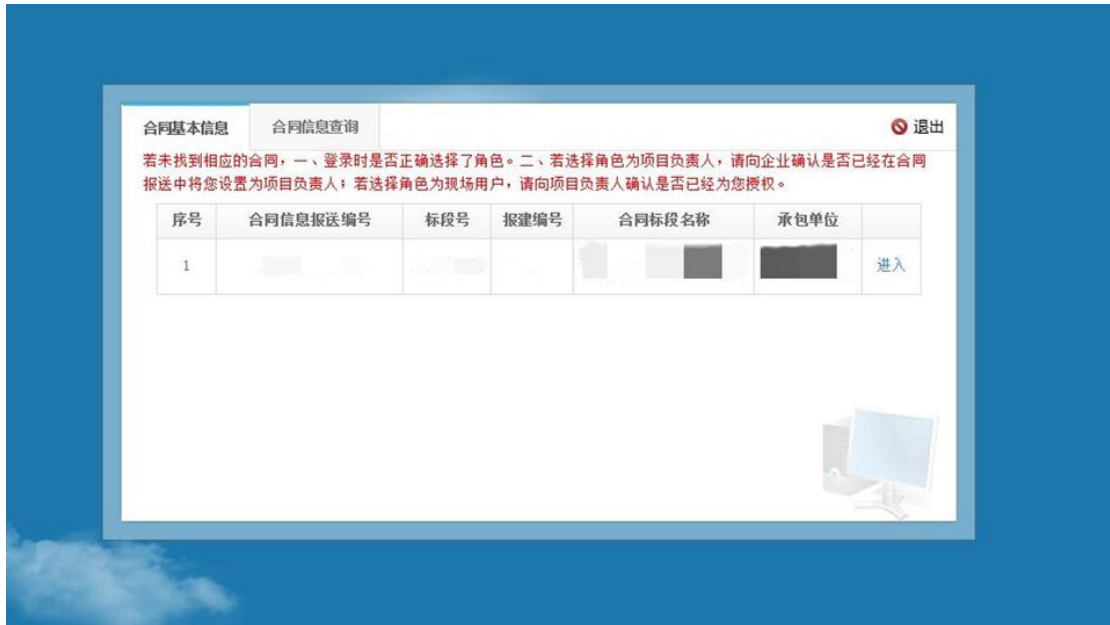 合同基本信息 合同信息查询 退出
若未找到相应的合同，一、登录时是否正确选择了角色。二、若选择角色为项目负责人，请向企业确认是否已经在合同
报送中将您设置为项目负责人；若选择角色为现场用户，请向项目负责人确认是否已经为您授权。
序号 合同信息报送编号 标段号 报建编号 合同标段名称 承包单位
1 进入